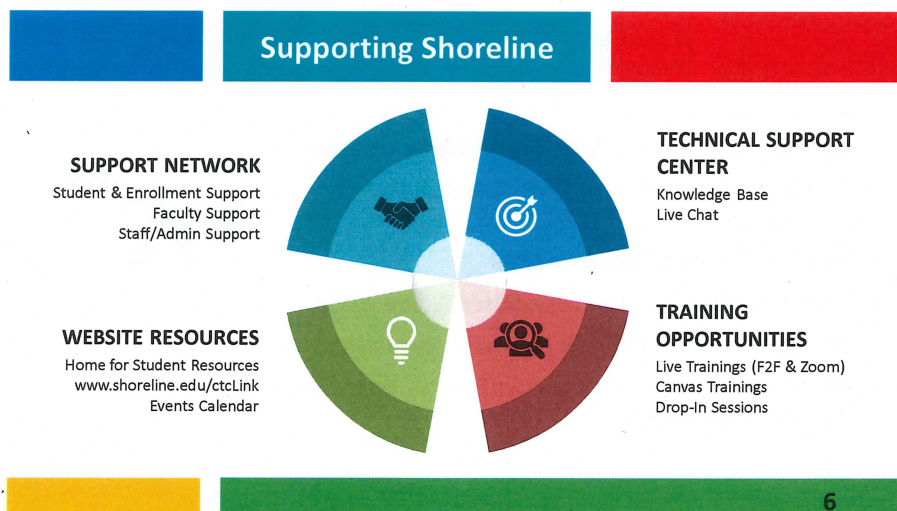 Supporting Shoreline
SUPPORT NETWORK
Student & Enrollment Support
Faculty Support
Staff/Admin Support
TECHNICAL SUPPORT
CENTER
Knowledge Base
Live Chat
WEBSITE RESOURCES
Home for Student Resources
www.shoreline.edu/ctcLink
Events Calendar
TRAINING
OPPORTUNITIES
Live Trainings (F2F & Zoom)
Canvas Trainings
Drop-In Sessions
6